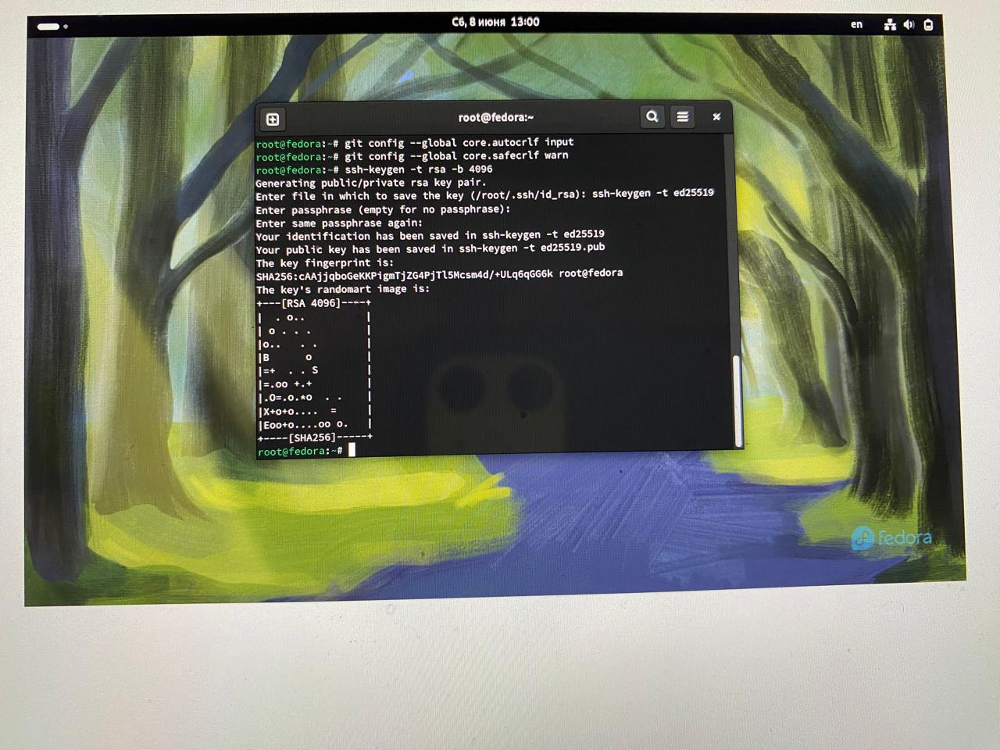 Сб, 8 июня 13:00
en
root@fedora:~
root@fedora:~# git config --global core.autocrlf input
root@fedora:~# git config --global core.safecrlf warn
root@fedora:~# ssh-keygen -t rsa -b 4096
Generating public/private rsa key pair.
Enter file in which to save the key (/root/.ssh/id_rsa): ssh-keygen -t ed25519
Enter passphrase (empty for no passphrase):
Enter same passphrase again:
Your identification has been saved in ssh-keygen -t ed25519
Your public key has been saved in ssh-keygen -t ed25519.pub
The key fingerprint is:
SHA256:cAAjjqboGeKKPigmTjZG4PjTl5Mcsm4d/+ULq6qGG6k root@fedora
The key's randomart image is:
+---[RSA 4096]----+
|  . o..          |
| o . . .         |
|o..   . .        |
|B      o         |
|=+  . . S        |
|=.oo +.+         |
|.O=.o.*o  . .    |
|X+o+o....  =     |
|Eoo+o....oo o.   |
+----[SHA256]-----+
root@fedora:~#
fedora